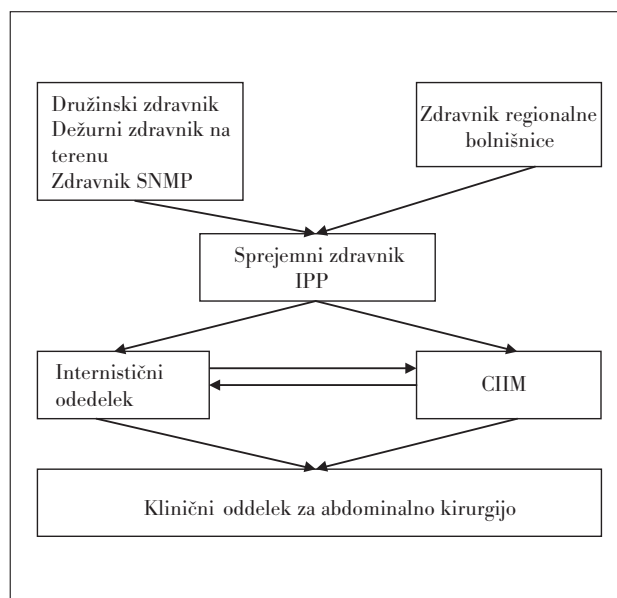 Družinski zdravnik
Dežurni zdravnik na
terenu
Zdravnik SNMP
Zdravnik regionalne
bolnišnice
Sprejemni zdravnik
IPP
Internistični
odedelek
CIIM
Klinični oddelek za abdominalno kirurgijo